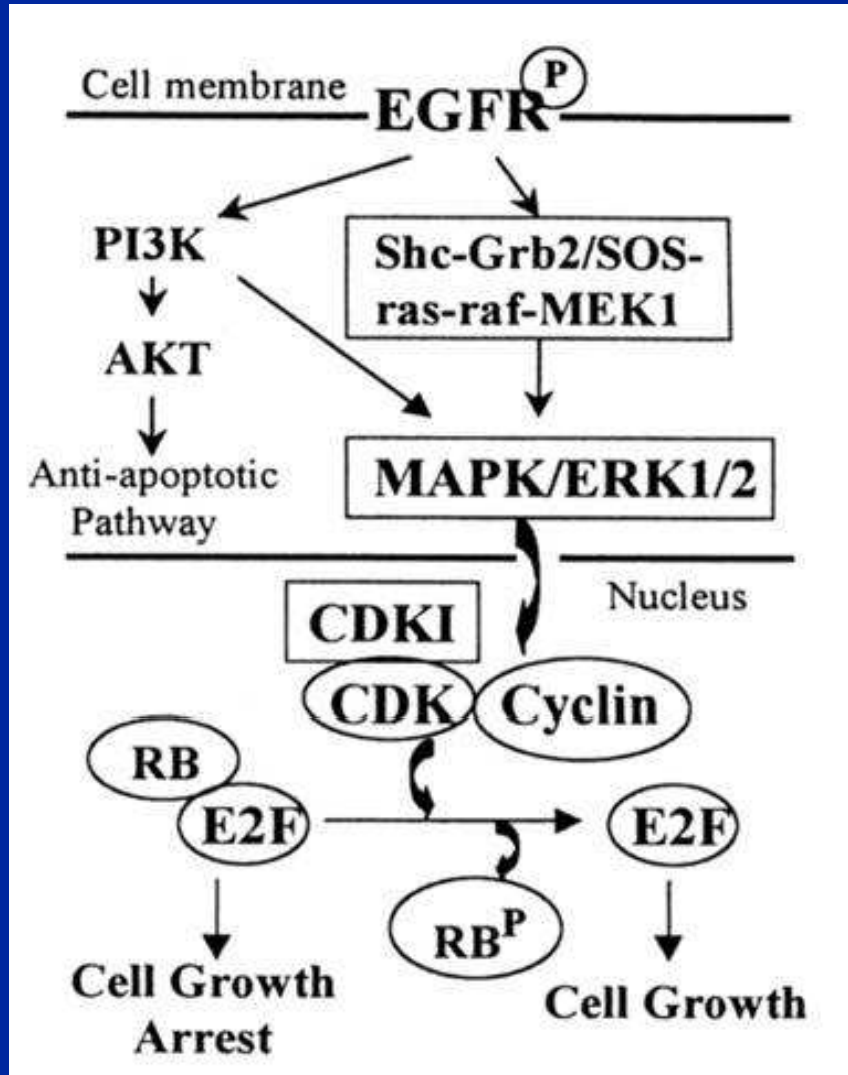 Cell membrane
EGFR
P
PI3K
Shc-Grb2/SOS-
ras-raf-MEK1
AKT
Anti-apoptotic
Pathway
MAPK/ERK1/2
Nucleus
CDKI
CDK
Cyclin
RB
E2F
E2F
RBP
Cell Growth
Arrest
Cell Growth